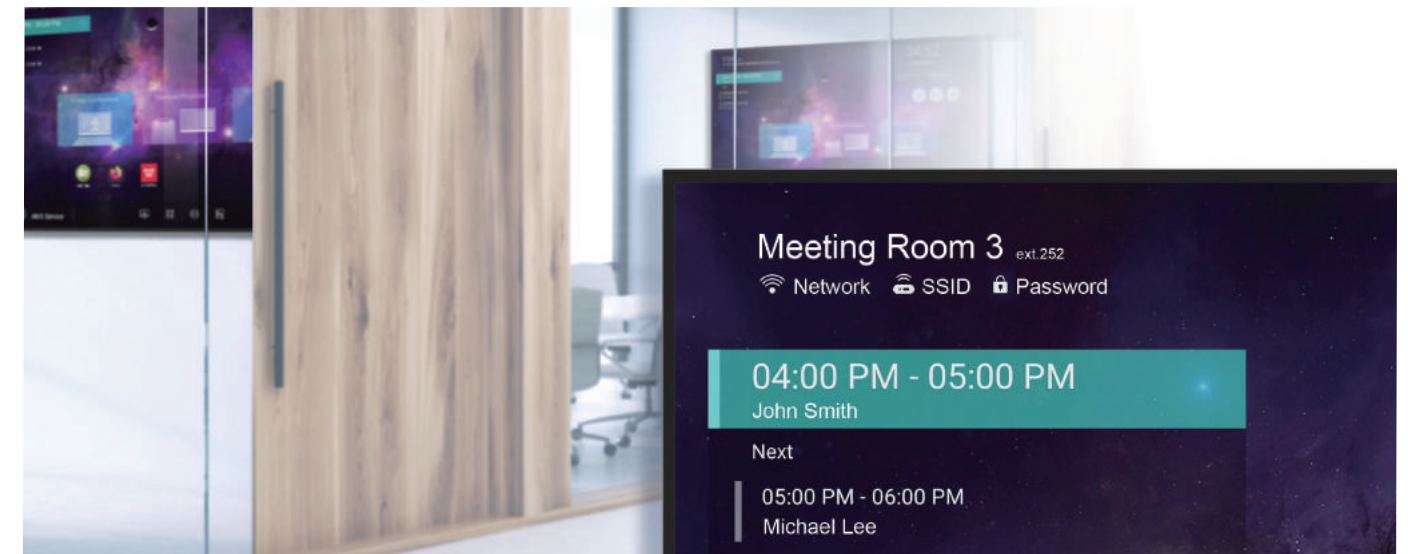 Meeting Room 3 ext.252
Network SSID Password
04:00 PM - 05:00 PM
John Smith
Next
05:00 PM - 06:00 PM
Michael Lee